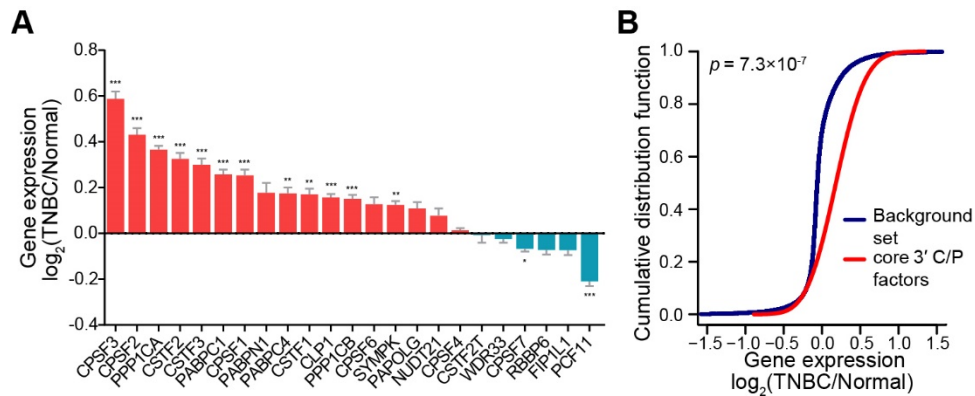 A
Gene expression
log2(TNBC/Normal)
0.8
0.6
0.4
0.2
0.0
-0.2
-0.4
***
***
***
***
***
***
***
**
**
***
***
**
*
***
CPSF3
CPSF2
PPP1CA
CSTF2
CSTF3
PABPC1
CPSF1
PABPN1
PABPC4
CSTF1
CLP1
PPP1CB
CPSF6
SYMPK
PAPOLG
NUDT21
CPSF4
CSTF2T
WDR33
CPSF7
RBBP6
FIP1L1
PCF11
B
Cumulative distribution function
1.0
0.8
0.6
0.4
0.2
0.0
p = 7.3×10-7
Background
set
core 3′ C/P
factors
−1.5 −1.0 −0.5 0.0 0.5 1.0 1.5
Gene expression
log2(TNBC/Normal)